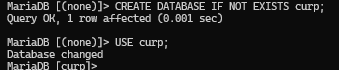 MariaDB [(none)]> CREATE DATABASE IF NOT EXISTS curp;
Query OK, 1 row affected (0.001 sec)
MariaDB [(none)]> USE curp;
Database changed
MariaDB [curp]>